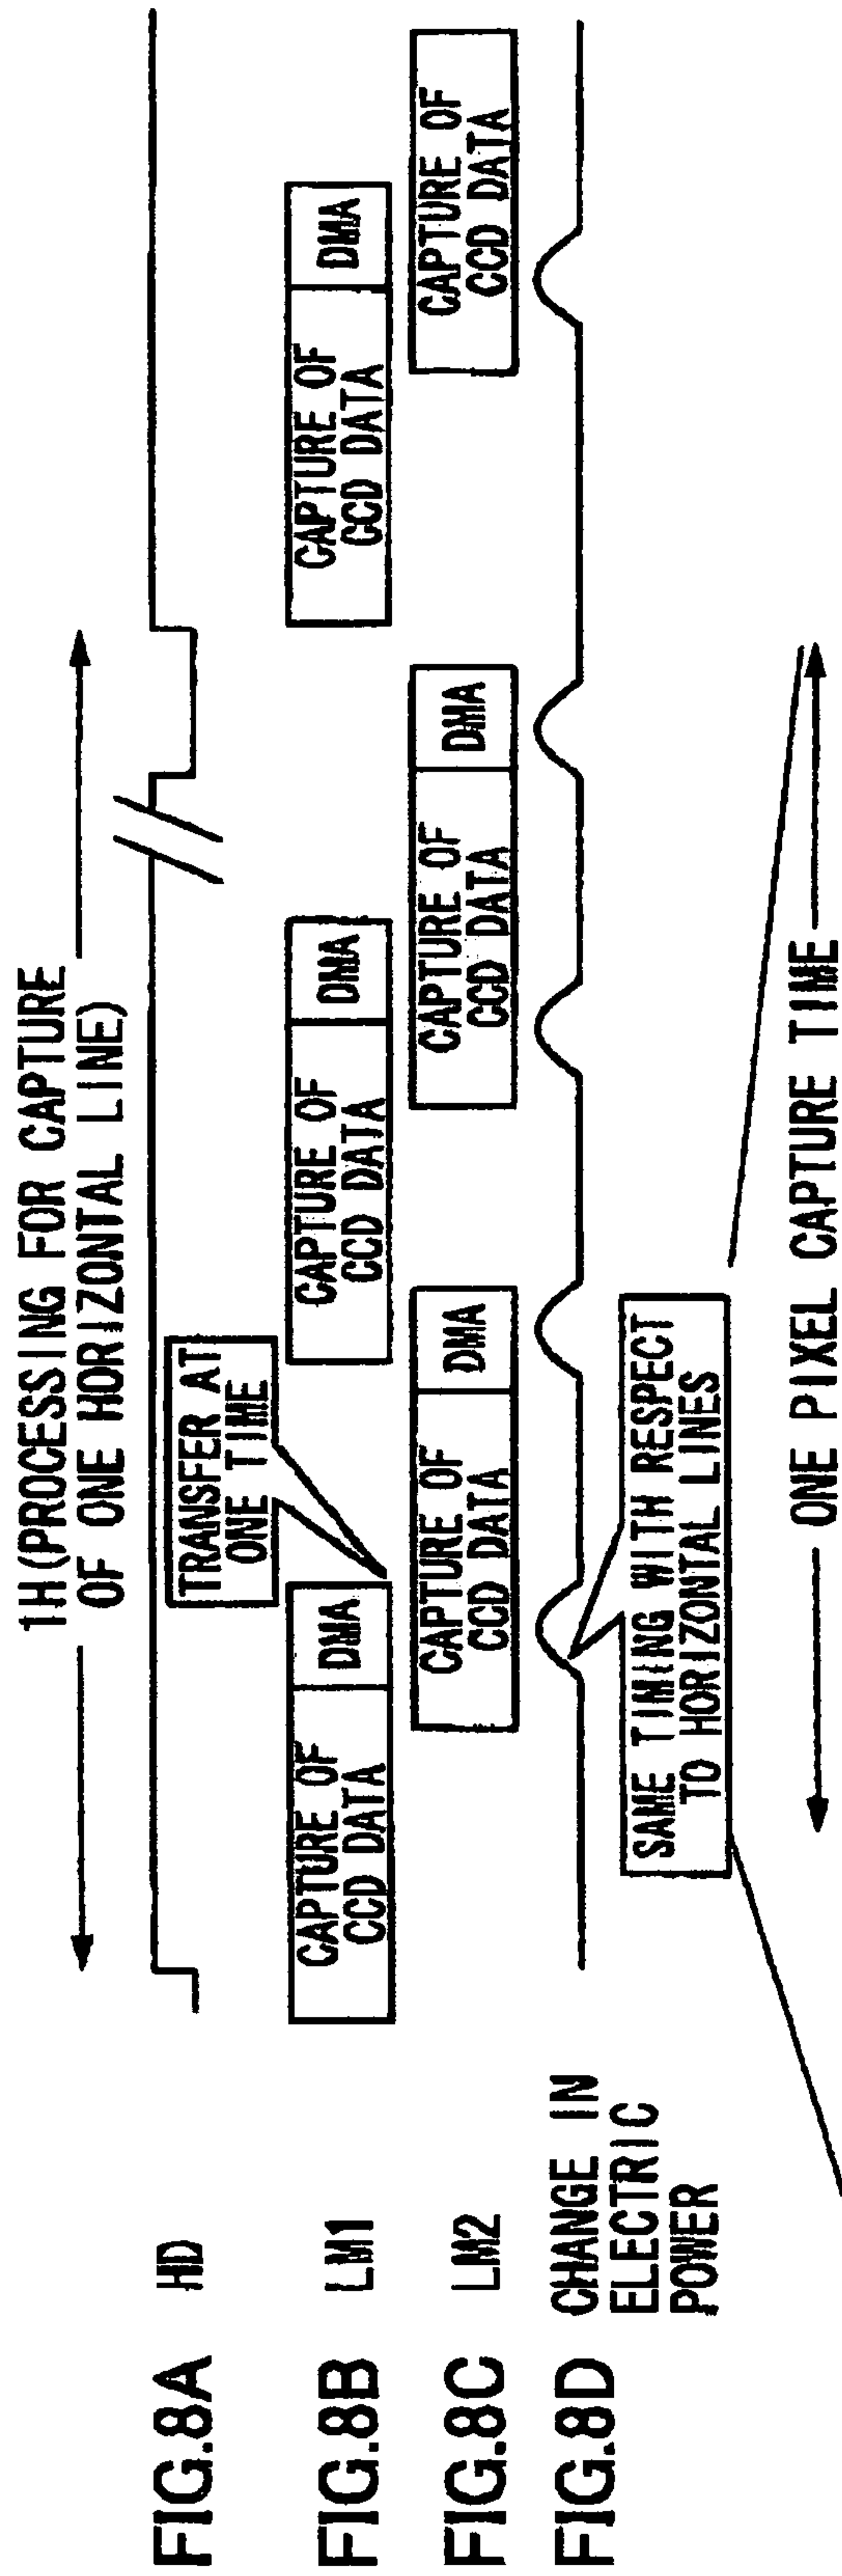 1H(PROCESSING FOR CAPTURE
OF ONE HORIZONTAL LINE)
FIG.8A HD
TRANSFER AT
ONE TIME
FIG.8B LM1
CAPTURE OF
CCD DATA
DMA
CAPTURE OF
CCD DATA
DMA
CAPTURE OF
CCD DATA
DMA
FIG.8C LM2
CAPTURE OF
CCD DATA
DMA
CAPTURE OF
CCD DATA
DMA
CAPTURE OF
CCD DATA
FIG.8D CHANGE IN
ELECTRIC
POWER
SAME TIMING WITH RESPECT
TO HORIZONTAL LINES
ONE PIXEL CAPTURE TIME